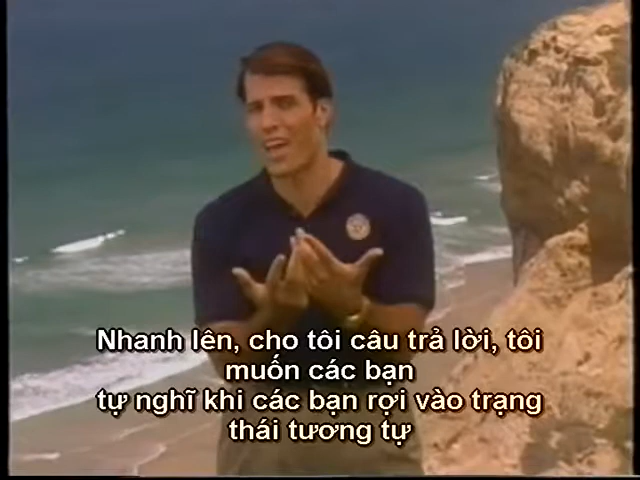 Nhanh lên, cho tôi câu trả lời, tôi
muốn các bạn
tự nghĩ khi các bạn rợi vào trạng
thái tương tự